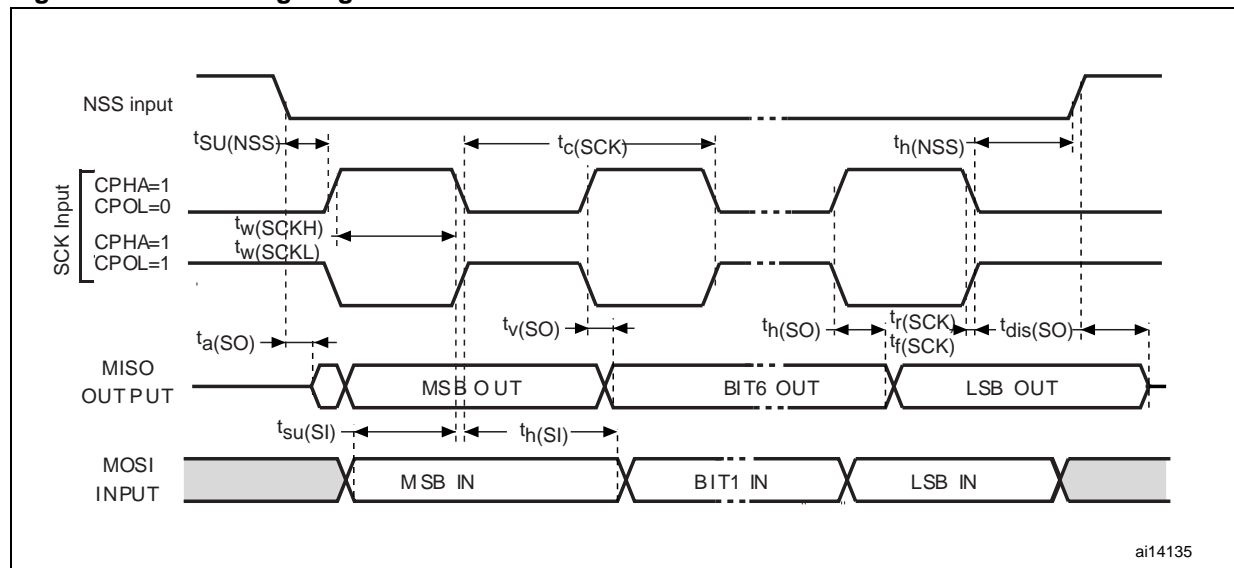 NSS input
tSU(NSS)
tc(SCK)
th(NSS)
SCK Input
CPHA=1
CPOL=0
tw(SCKH)
tw(SCKL)
CPHA=1
CPOL=1
ta(SO)
tv(SO)
th(SO)
tr(SCK)
tf(SCK)
tdis(SO)
MISO
OUTPUT
MSB OUT
BIT6 OUT
LSB OUT
tsu(SI)
th(SI)
MOSI
INPUT
MSB IN
BIT1 IN
LSB IN
ai14135